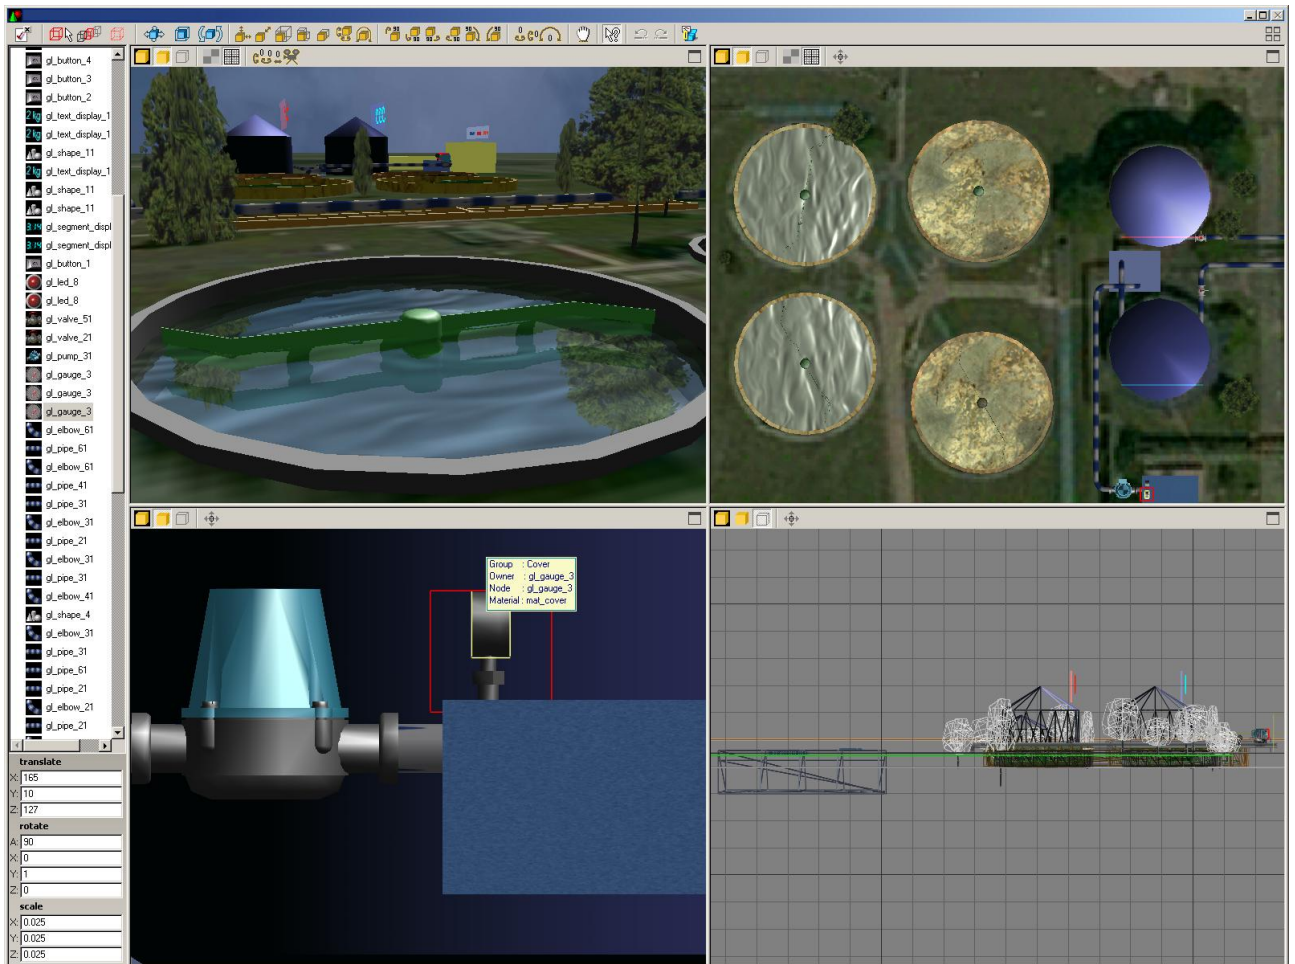 gl_button_4
gl_button_3
gl_button_2
gl_text_display_1
gl_text_display_1
gl_shape_11
gl_text_display_1
gl_shape_11
gl_shape_11
gl_segment_displ
gl_segment_displ
gl_button_1
gl_led_8
gl_led_8
gl_valve_51
gl_valve_21
gl_pump_31
gl_gauge_3
gl_gauge_3
gl_gauge_3
gl_elbow_61
gl_pipe_61
gl_elbow_61
gl_pipe_41
gl_pipe_31
gl_elbow_31
gl_pipe_21
gl_elbow_31
gl_pipe_31
gl_elbow_41
gl_shape_4
gl_elbow_31
gl_pipe_31
gl_pipe_61
gl_pipe_21
gl_elbow_21
gl_pipe_21
translate
X: 165
Y: 10
Z: 127
rotate
A: 90
X: 0
Y: 1
Z: 0
scale
X: 0.025
Y: 0.025
Z: 0.025
Group : Cover
Owner : gl_gauge_3
Node : gl_gauge_3
Material : mat_cover